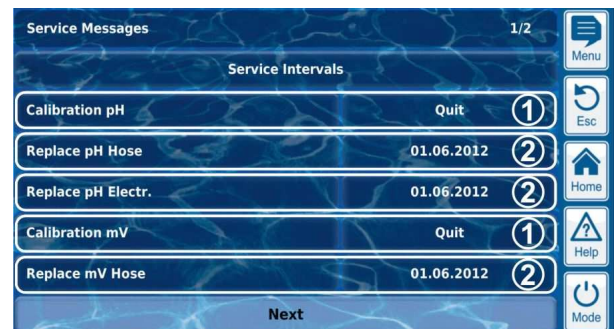 Service Messages 1/2
Service Intervals
Calibration pH Quit 1
Replace pH Hose 01.06.2012 2
Replace pH Electr. 01.06.2012 2
Calibration mV Quit 1
Replace mV Hose 01.06.2012 2
Next
Menu
Esc
Home
? Help
Mode